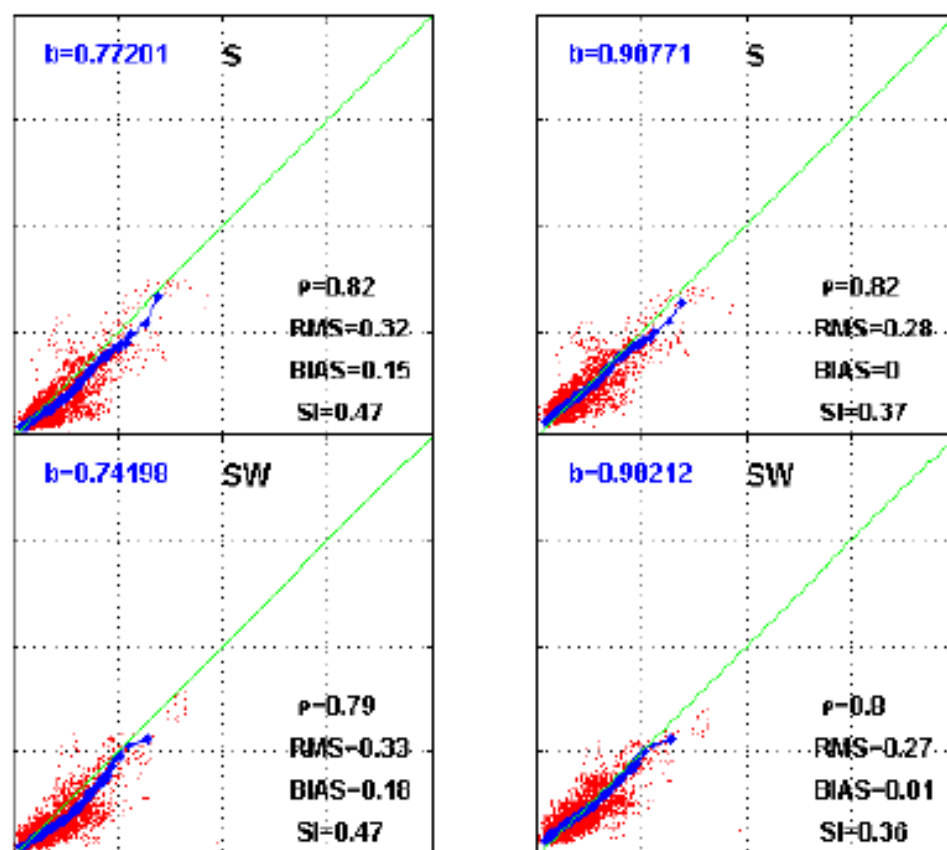 b=0.77201 S
ρ=0.82
RMS=0.32
BIAS=0.15
SI=0.47
b=0.90771 S
ρ=0.82
RMS=0.28
BIAS=0
SI=0.37
b=0.74198 SW
ρ=0.79
RMS=0.33
BIAS=0.18
SI=0.47
b=0.90212 SW
ρ=0.8
RMS=0.27
BIAS=0.01
SI=0.36